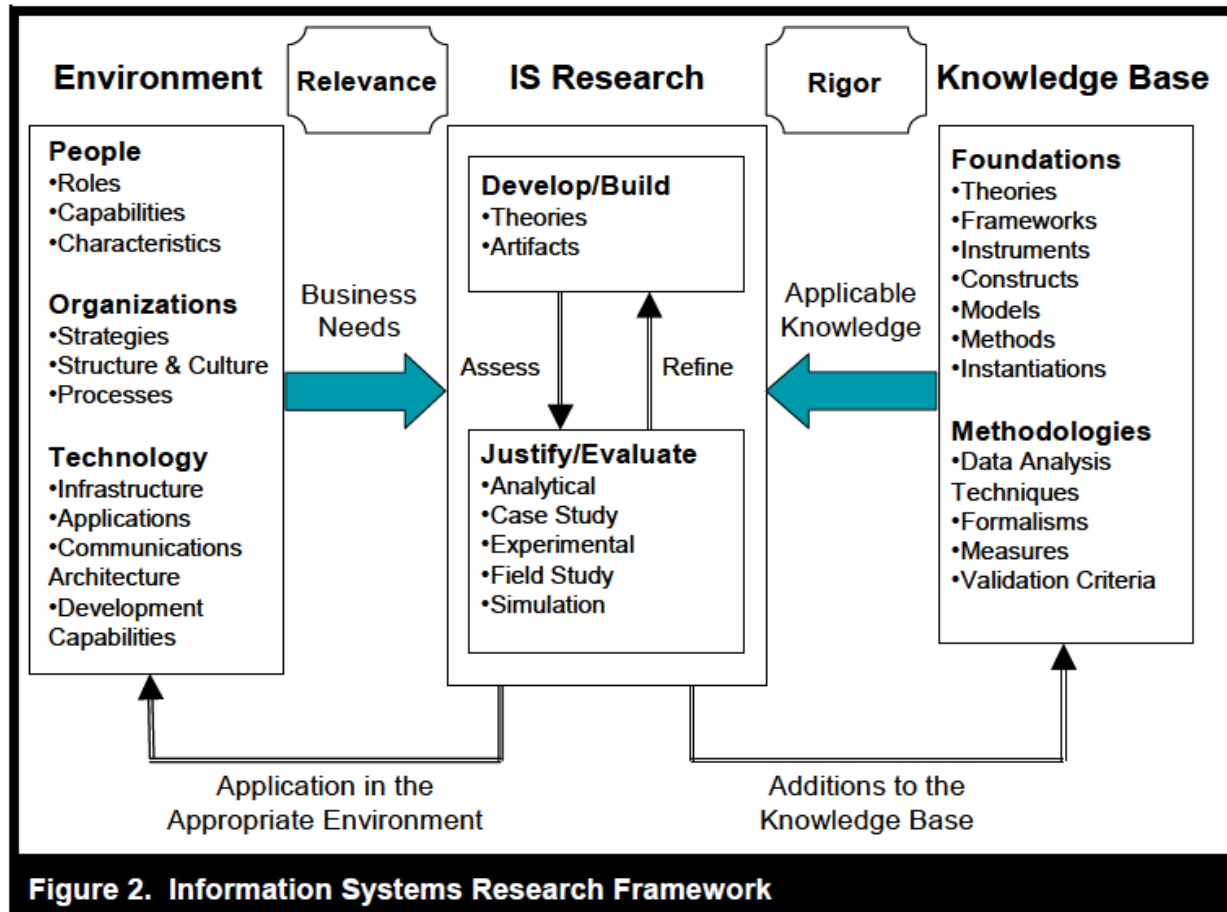 Environment
Relevance
IS Research
Rigor
Knowledge Base
People
•Roles
•Capabilities
•Characteristics
Organizations
•Strategies
•Structure & Culture
•Processes
Technology
•Infrastructure
•Applications
•Communications
Architecture
•Development
Capabilities
Business
Needs
Develop/Build
•Theories
•Artifacts
Assess
Refine
Justify/Evaluate
•Analytical
•Case Study
•Experimental
•Field Study
•Simulation
Applicable
Knowledge
Foundations
•Theories
•Frameworks
•Instruments
•Constructs
•Models
•Methods
•Instantiations
Methodologies
•Data Analysis
Techniques
•Formalisms
•Measures
•Validation Criteria
Application in the
Appropriate Environment
Additions to the
Knowledge Base
Figure 2. Information Systems Research Framework